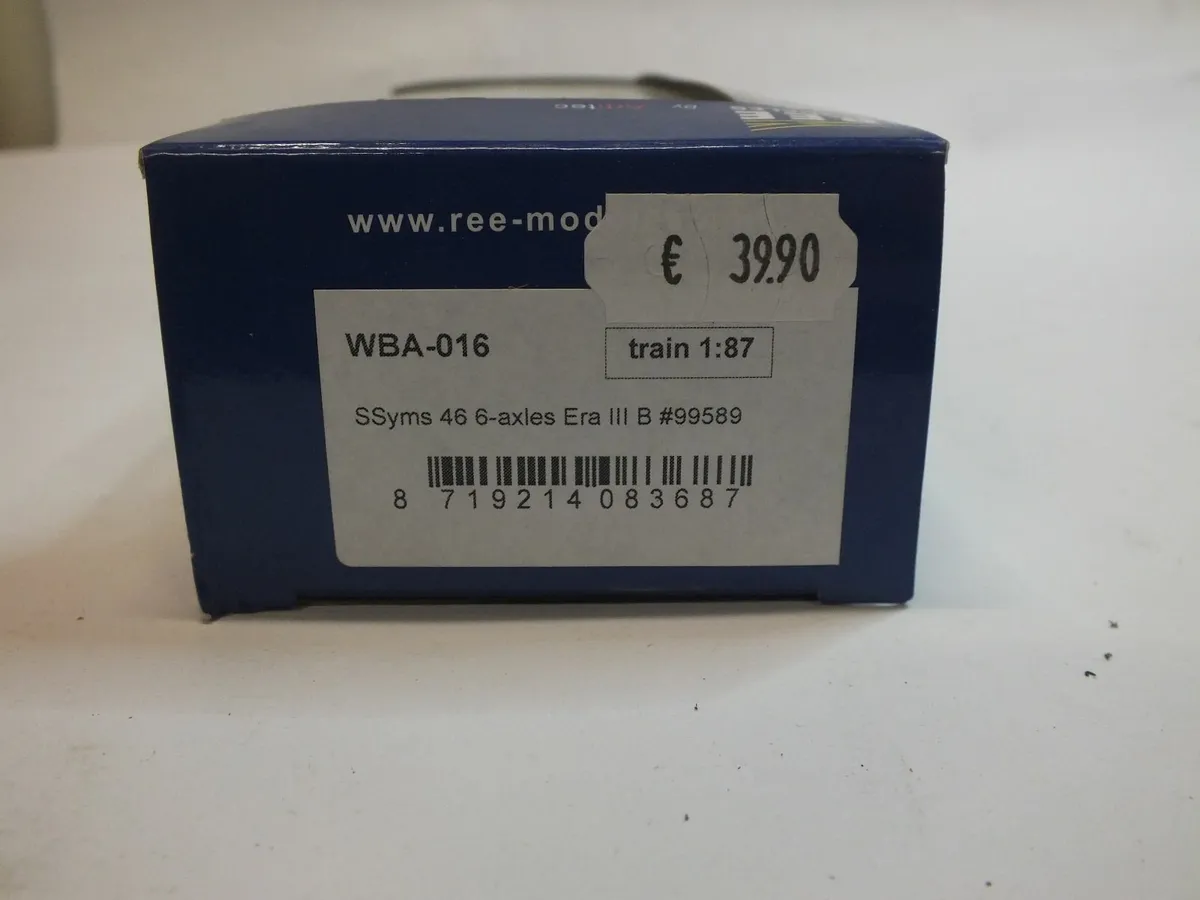 by
www.ree-mod
€ 39.90
WBA-016
train 1:87
SSyms 46 6-axles Era III B #99589
8 719214 083687